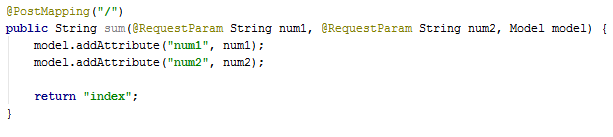 @PostMapping("/")
public String sum(@RequestParam String num1, @RequestParam String num2, Model model) {
    model.addAttribute("num1", num1);
    model.addAttribute("num2", num2);

    return "index";
}